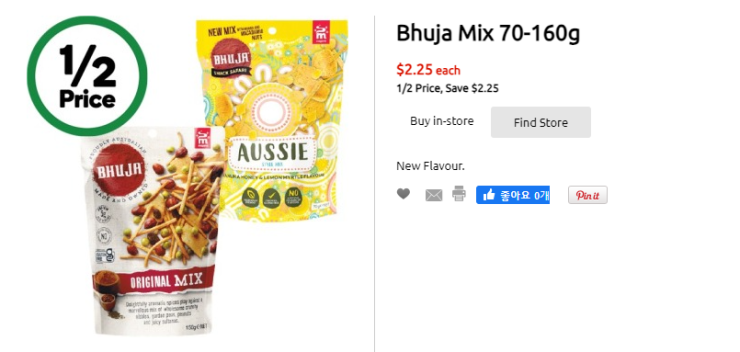 1/2
Price
NEW MIX
BHUJA
AUSSIE
BHUJA
ORIGINAL MIX
Bhuja Mix 70-160g
$2.25 each
1/2 Price, Save $2.25
Buy in-store
Find Store
New Flavour.
좋아요 0개
Pin it